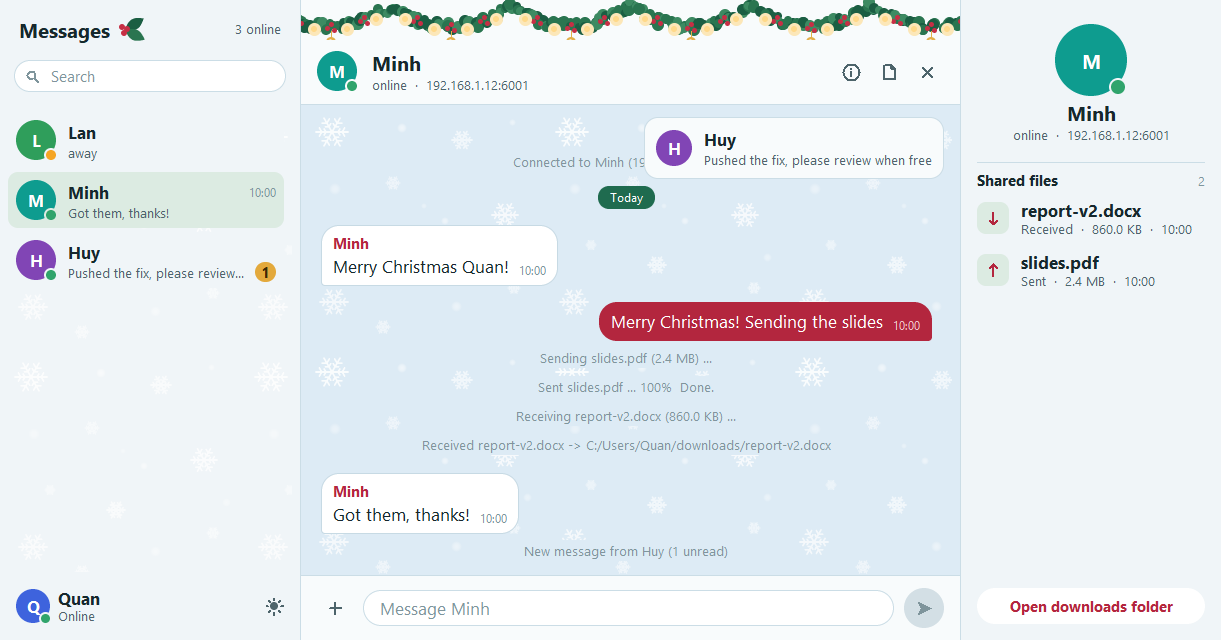 Messages
3 online
Search
L
Lan
away
M
Minh
10:00
Got them, thanks!
H
Huy
Pushed the fix, please review...
1
Q
Quan
Online
M
Minh
online · 192.168.1.12:6001
Connected to Minh (19
H
Huy
Pushed the fix, please review when free
Today
Minh
Merry Christmas Quan! 10:00
Merry Christmas! Sending the slides 10:00
Sending slides.pdf (2.4 MB) ...
Sent slides.pdf ... 100% Done.
Receiving report-v2.docx (860.0 KB) ...
Received report-v2.docx -> C:/Users/Quan/downloads/report-v2.docx
Minh
Got them, thanks! 10:00
New message from Huy (1 unread)
Message Minh
M
Minh
online · 192.168.1.12:6001
Shared files 2
report-v2.docx
Received · 860.0 KB · 10:00
slides.pdf
Sent · 2.4 MB · 10:00
Open downloads folder